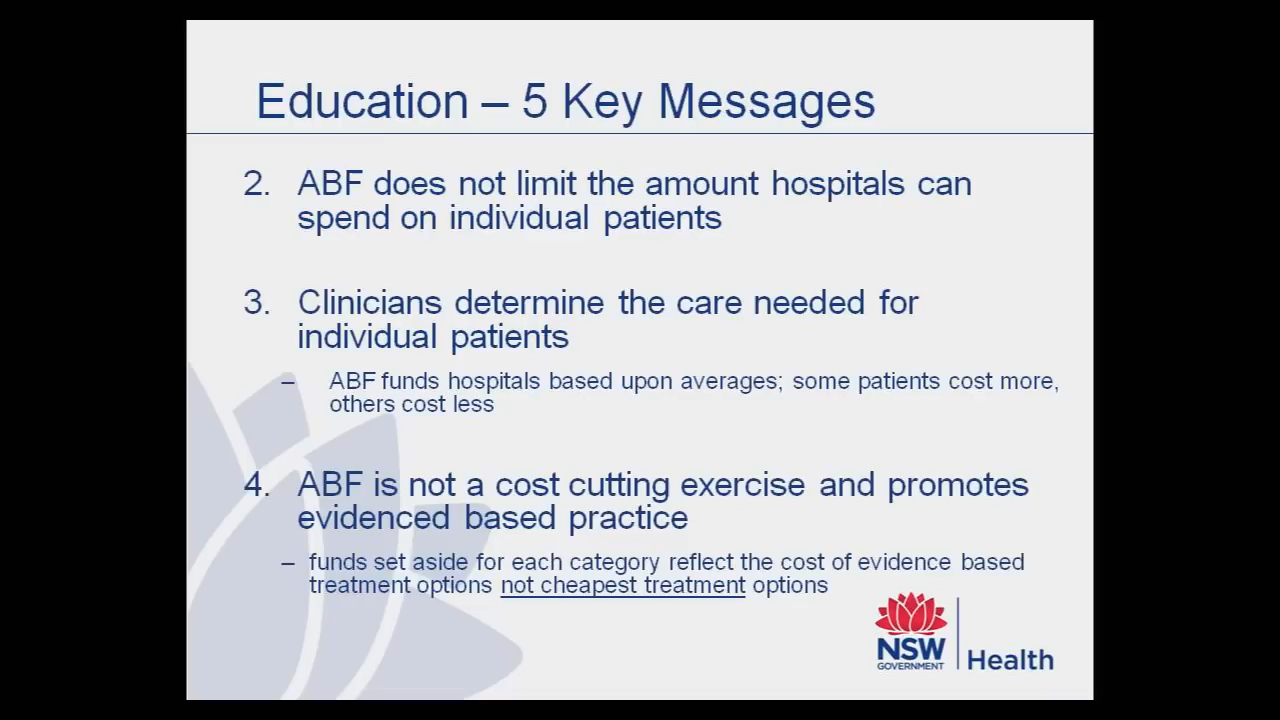 Education – 5 Key Messages
2. ABF does not limit the amount hospitals can
spend on individual patients
3. Clinicians determine the care needed for
individual patients
– ABF funds hospitals based upon averages; some patients cost more,
others cost less
4. ABF is not a cost cutting exercise and promotes
evidenced based practice
– funds set aside for each category reflect the cost of evidence based
treatment options not cheapest treatment options
NSW
GOVERNMENT
Health